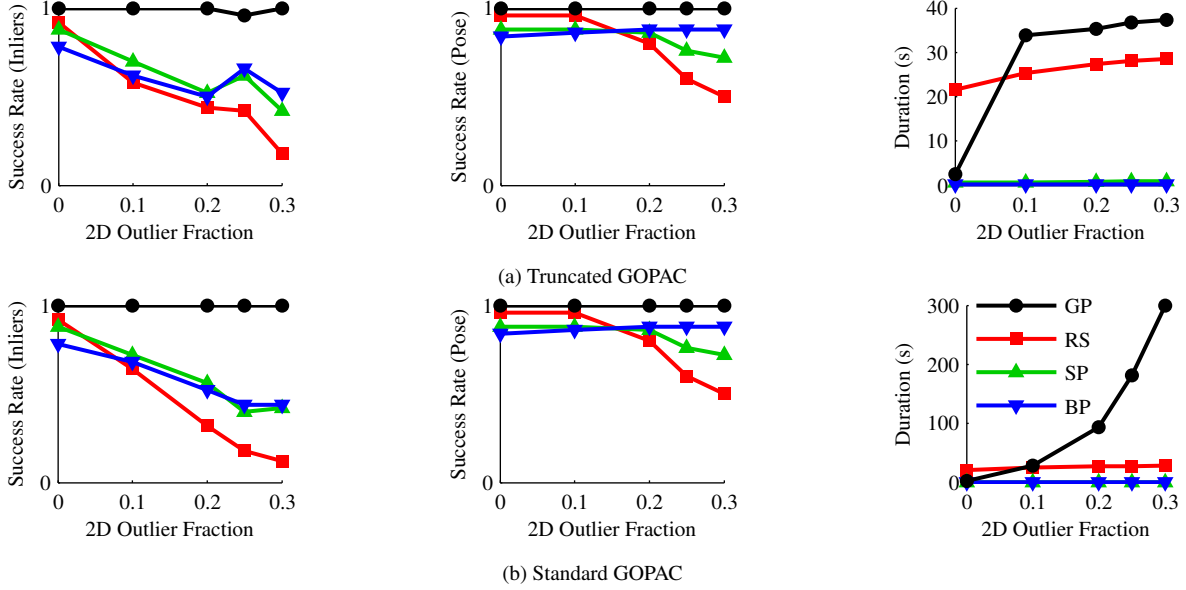 1
0
Success Rate (Inliers)
0 0.1 0.2 0.3
2D Outlier Fraction
1
0
Success Rate (Pose)
0 0.1 0.2 0.3
2D Outlier Fraction
40
30
20
10
0
Duration (s)
0 0.1 0.2 0.3
2D Outlier Fraction
(a) Truncated GOPAC
1
0
Success Rate (Inliers)
0 0.1 0.2 0.3
2D Outlier Fraction
1
0
Success Rate (Pose)
0 0.1 0.2 0.3
2D Outlier Fraction
300
200
100
0
Duration (s)
GP
RS
SP
BP
0 0.1 0.2 0.3
2D Outlier Fraction
(b) Standard GOPAC